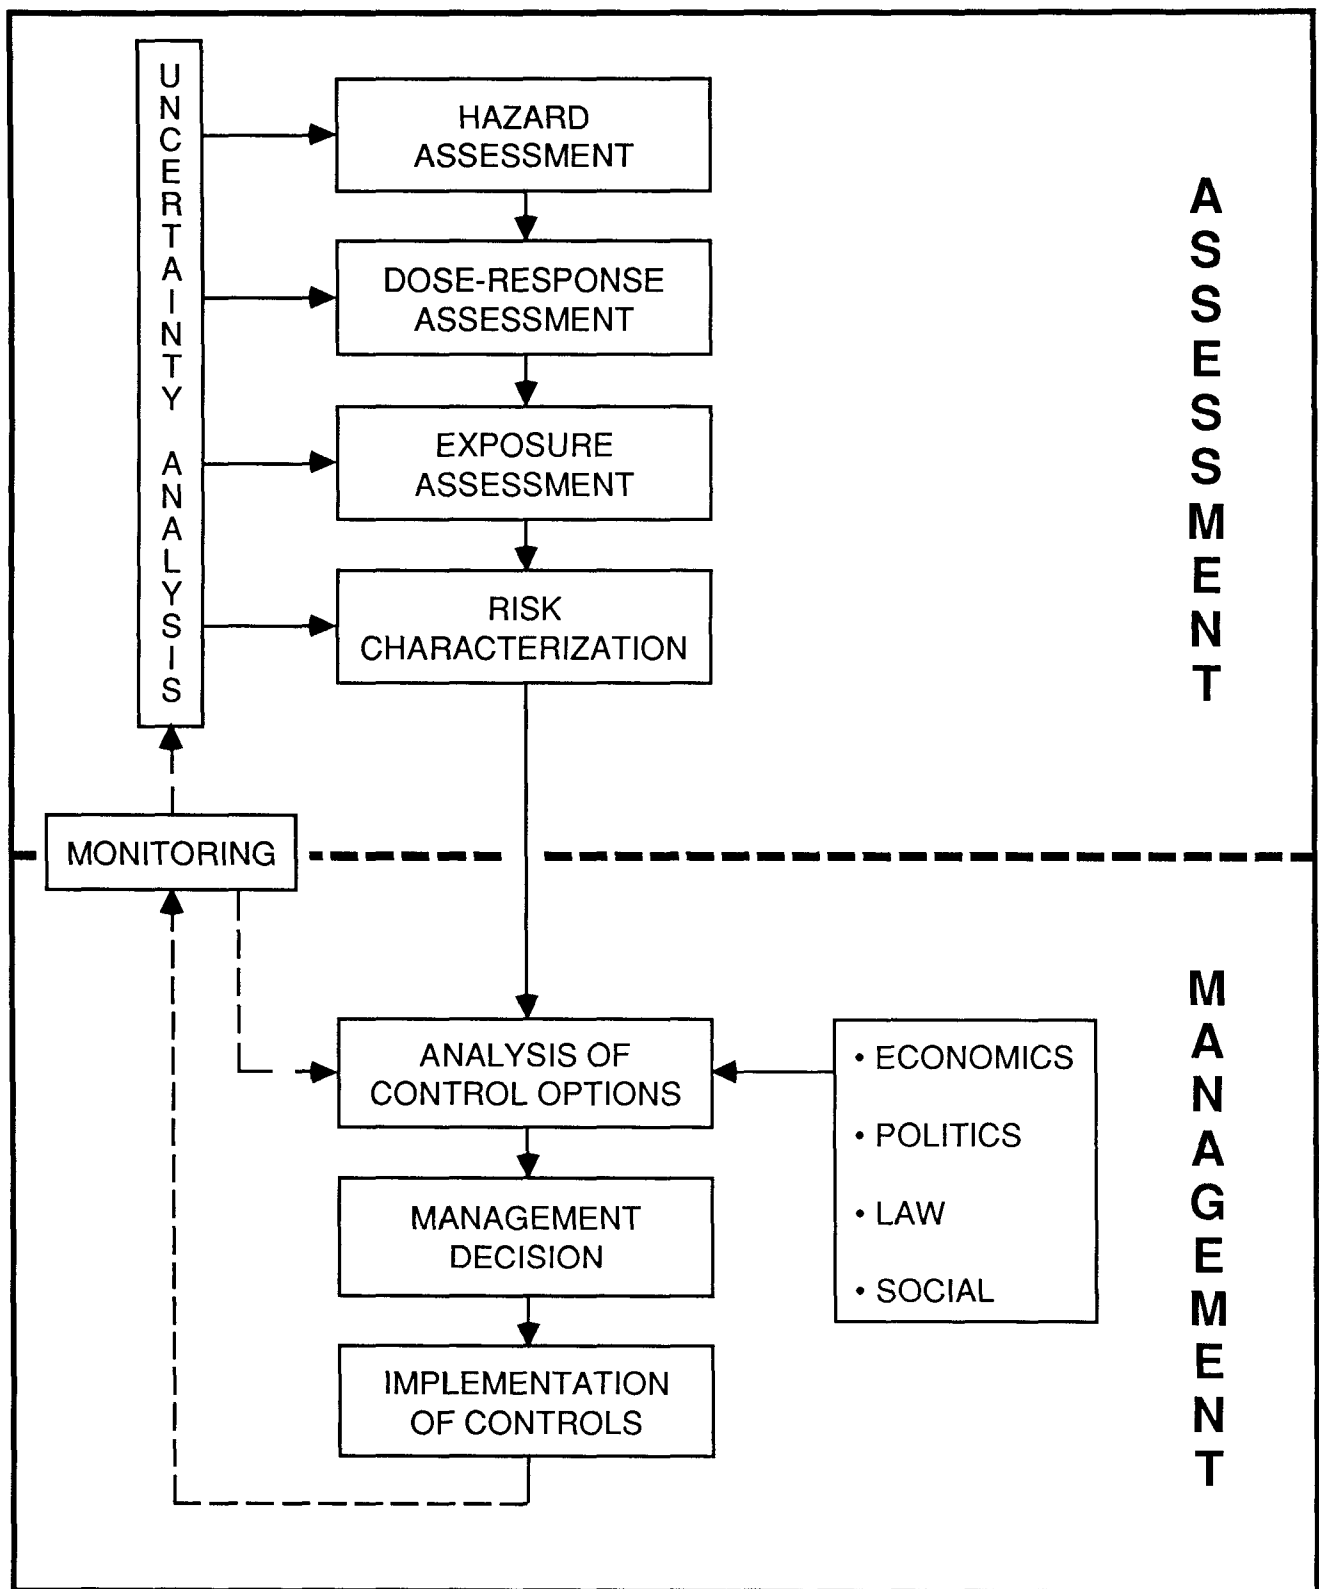 UNCERTAINTY ANALYSIS
HAZARD
ASSESSMENT
DOSE-RESPONSE
ASSESSMENT
EXPOSURE
ASSESSMENT
RISK
CHARACTERIZATION
ASSESSMENT
MONITORING
ANALYSIS OF
CONTROL OPTIONS
• ECONOMICS
• POLITICS
• LAW
• SOCIAL
MANAGEMENT
DECISION
IMPLEMENTATION
OF CONTROLS
MANAGEMENT